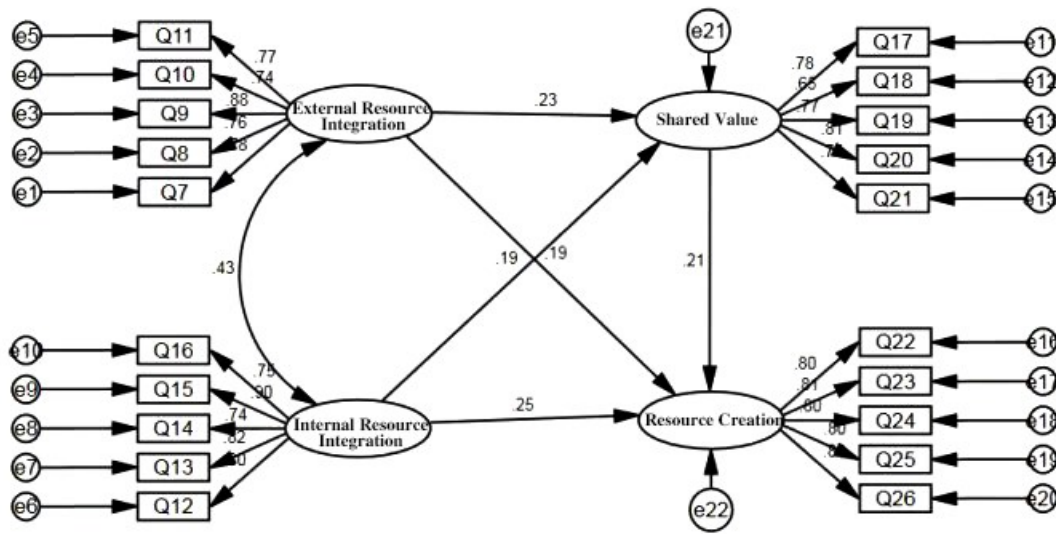 e5
Q11
.77
e4
Q10
.74
e3
Q9
.88
e2
Q8
.76
e1
Q7
External Resource
Integration
.23
e21
Shared Value
.78
Q17
e11
.65
Q18
e12
.77
Q19
e13
.81
Q20
e14
Q21
e15
.43
.19
.19
.21
e10
Q16
.75
e9
Q15
.90
e8
Q14
.74
e7
Q13
.82
e6
Q12
Internal Resource
Integration
.25
Resource Creation
e22
.80
Q22
e16
.81
Q23
e17
.80
Q24
e18
.80
Q25
e19
Q26
e20